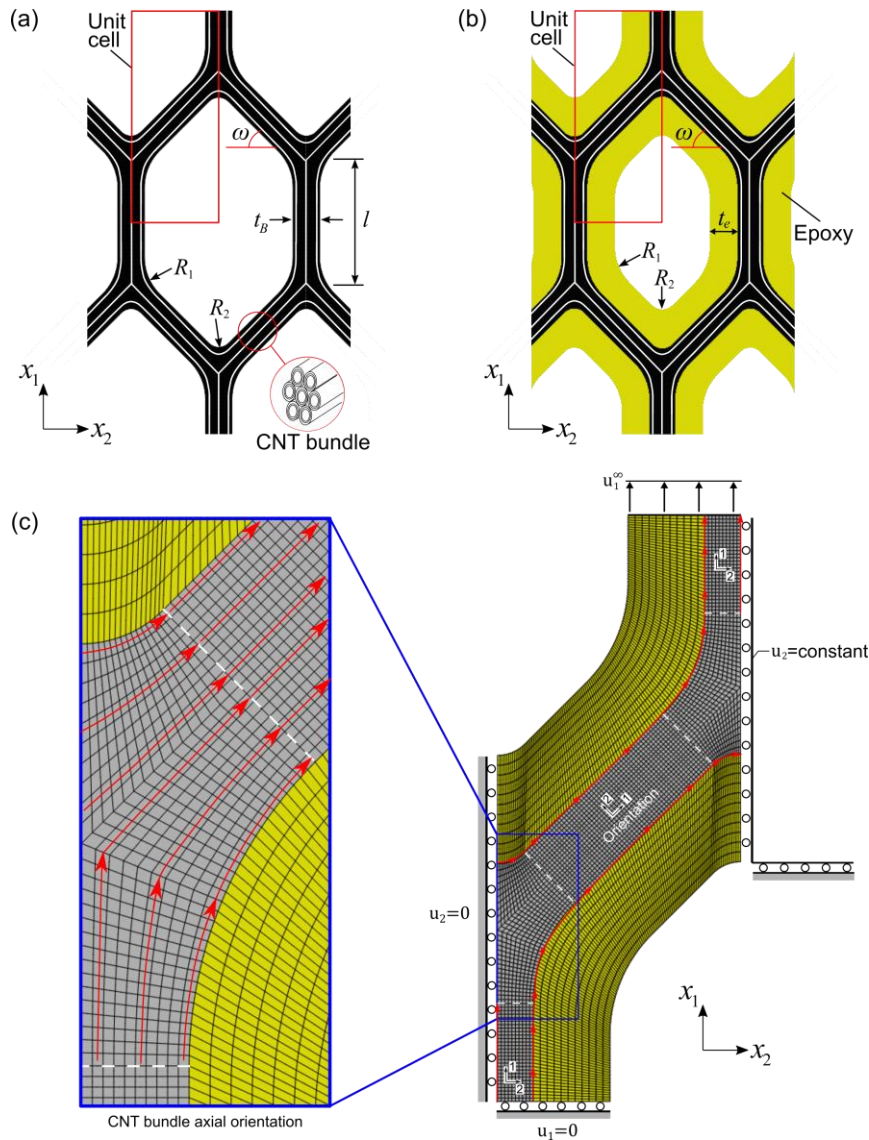 (a)
Unit
cell
ω
t_B
l
R_1
R_2
x_1
x_2
CNT bundle
(b)
Unit
cell
ω
t_e
Epoxy
R_1
R_2
x_1
x_2
(c)
CNT bundle axial orientation
u_1^∞
1
2
u_2=constant
2
1
Orientation
u_2=0
x_1
x_2
1
2
u_1=0